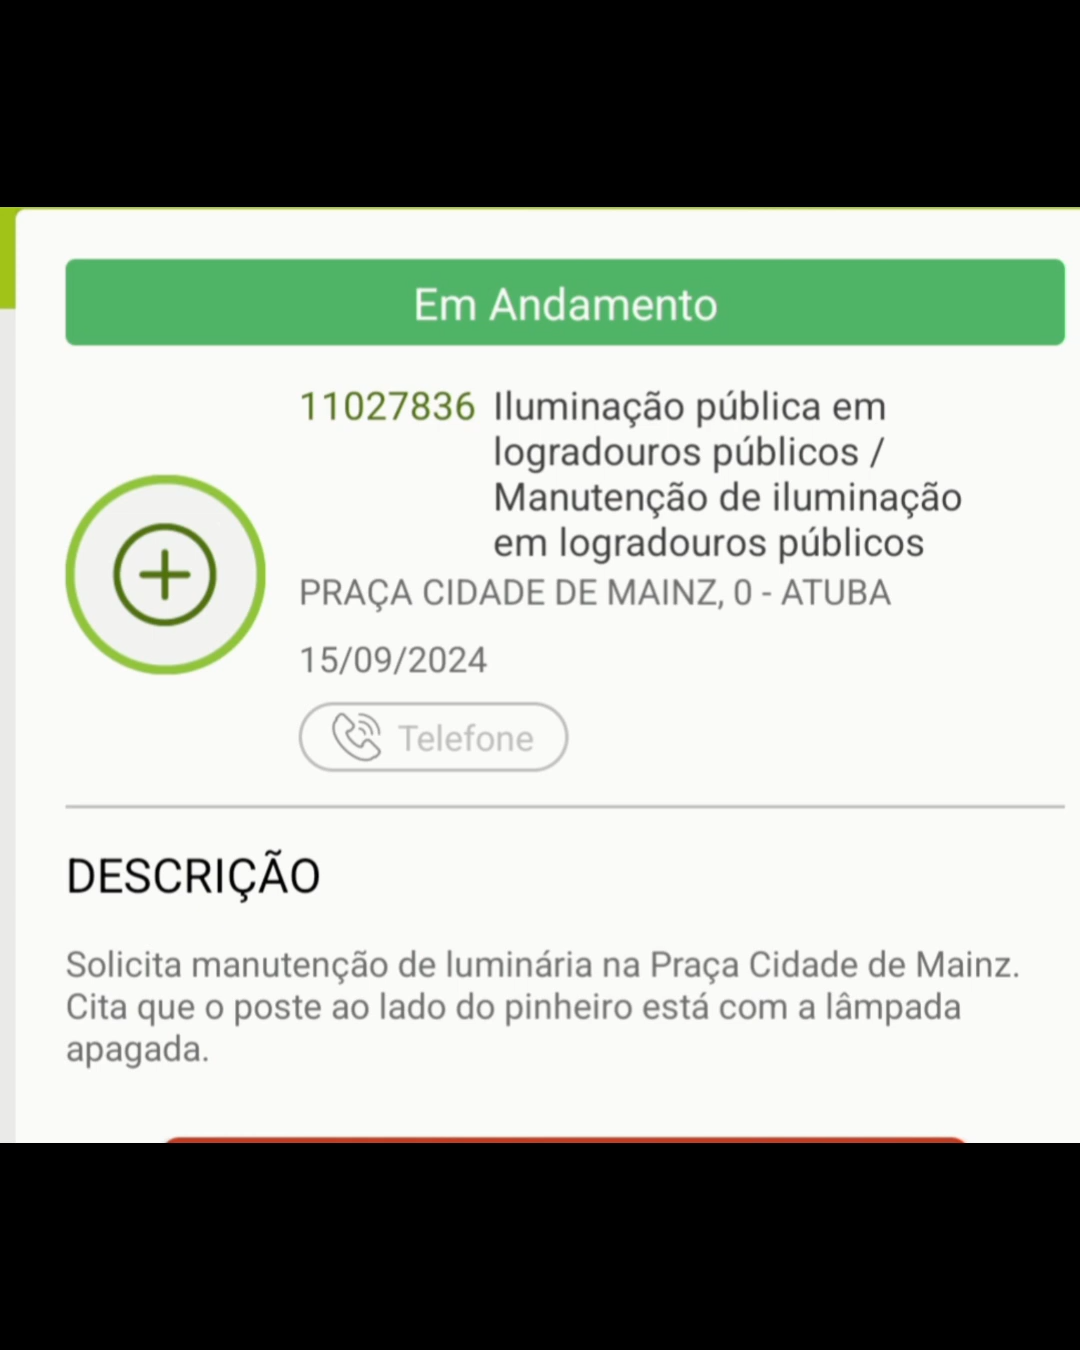 Em Andamento
11027836 Iluminação pública em
logradouros públicos /
Manutenção de iluminação
em logradouros públicos
PRAÇA CIDADE DE MAINZ, 0 - ATUBA
15/09/2024
Telefone
DESCRIÇÃO
Solicita manutenção de luminária na Praça Cidade de Mainz.
Cita que o poste ao lado do pinheiro está com a lâmpada
apagada.